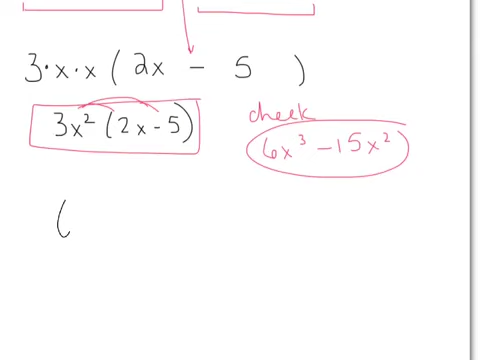 3·x·x ( 2x - 5 )
3x² (2x - 5)
check
6x³ - 15x²
(